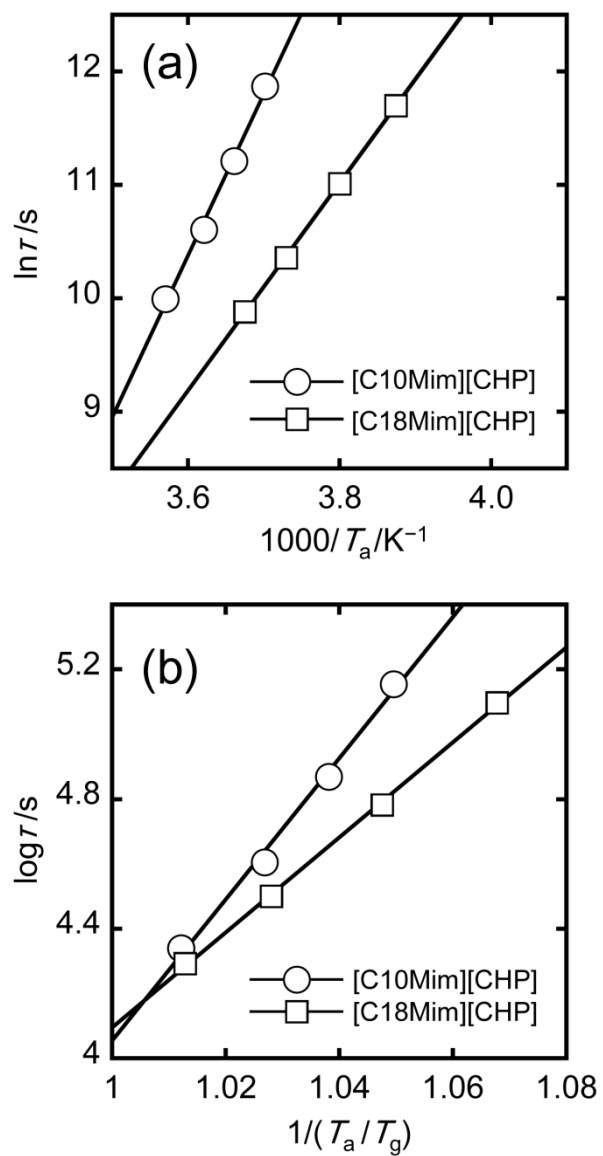 (a)
12
11
10
9
lnτ/s
[C10Mim][CHP]
[C18Mim][CHP]
3.6 3.8 4.0
1000/Tₐ/K⁻¹
(b)
5.2
4.8
4.4
4
logτ/s
[C10Mim][CHP]
[C18Mim][CHP]
1 1.02 1.04 1.06 1.08
1/(Tₐ/T_g)